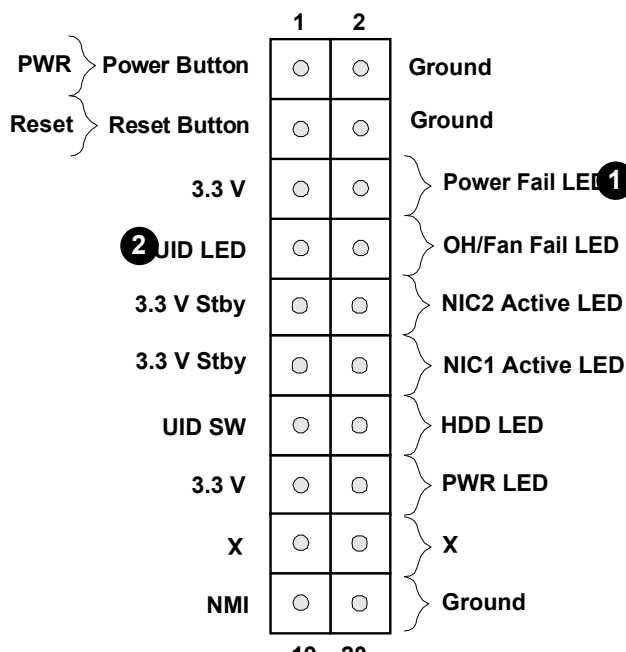 1 2
PWR Power Button Ground
Reset Reset Button Ground
3.3 V Power Fail LED 1
2 UID LED OH/Fan Fail LED
3.3 V Stby NIC2 Active LED
3.3 V Stby NIC1 Active LED
UID SW HDD LED
3.3 V PWR LED
X X
NMI Ground
19 20